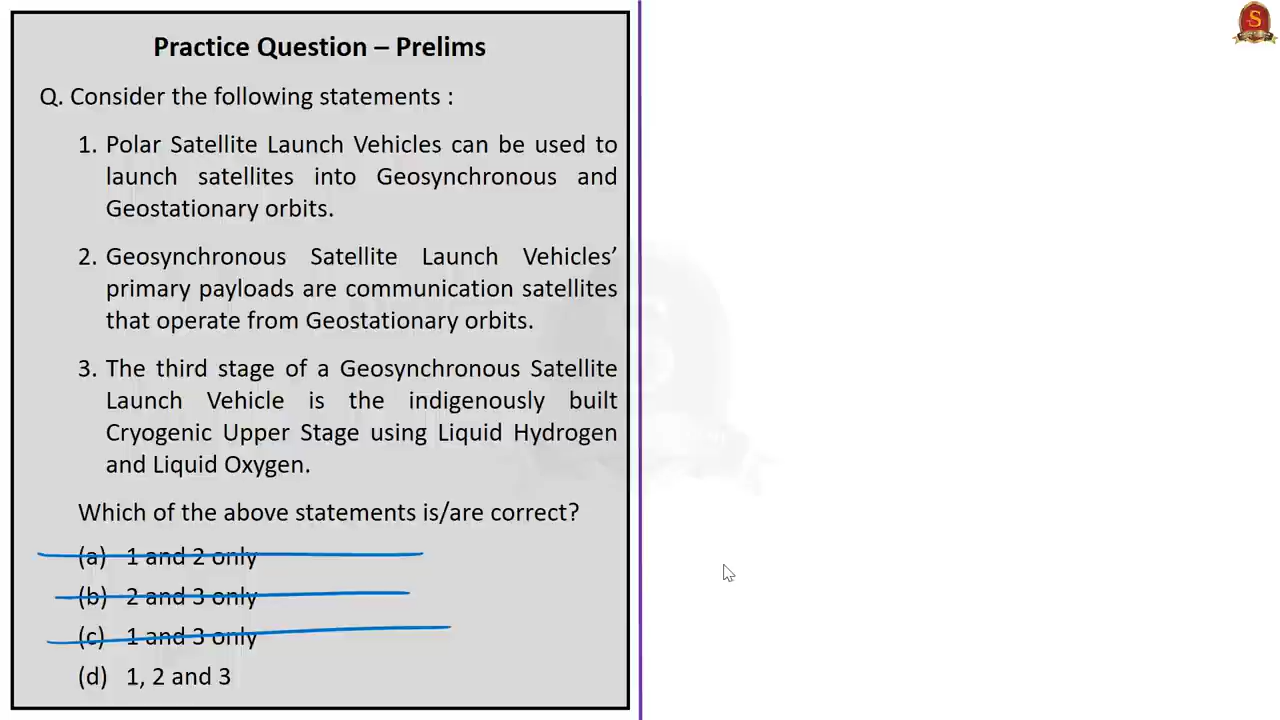 Practice Question – Prelims
Q. Consider the following statements :
1. Polar Satellite Launch Vehicles can be used to
launch satellites into Geosynchronous and
Geostationary orbits.
2. Geosynchronous Satellite Launch Vehicles’
primary payloads are communication satellites
that operate from Geostationary orbits.
3. The third stage of a Geosynchronous Satellite
Launch Vehicle is the indigenously built
Cryogenic Upper Stage using Liquid Hydrogen
and Liquid Oxygen.
Which of the above statements is/are correct?
(a) 1 and 2 only
(b) 2 and 3 only
(c) 1 and 3 only
(d) 1, 2 and 3
S